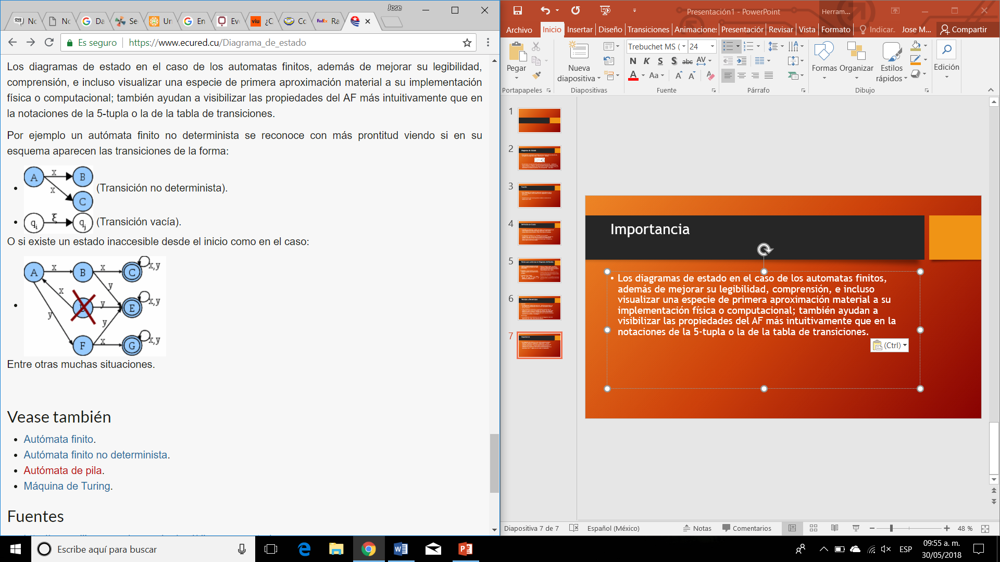 Jose
No
No
G Da
Se
Un
G En
Eve
viu ¿C
Co
FedEx Ra
Es seguro https://www.ecured.cu/Diagrama_de_estado
Los diagramas de estado en el caso de los automatas finitos, además de mejorar su legibilidad,
comprensión, e incluso visualizar una especie de primera aproximación material a su implementación
física o computacional; también ayudan a visibilizar las propiedades del AF más intuitivamente que en
la notaciones de la 5-tupla o la de la tabla de transiciones.
Por ejemplo un autómata finito no determinista se reconoce con más prontitud viendo si en su
esquema aparecen las transiciones de la forma:
A x B
x C
(Transición no determinista).
qi ξ qj (Transición vacía).
O si existe un estado inaccesible desde el inicio como en el caso:
A x B x C x,y
x y
y E x,y
y y
F x G x,y
Entre otras muchas situaciones.
Vease también
Autómata finito.
Autómata finito no determinista.
Autómata de pila.
Máquina de Turing.
Fuentes
Presentación1 - PowerPoint
Herram...
Archivo Inicio Insertar Diseño Transiciones Animaciones Presentación Revisar Vista Formato Indicar. Jose M... Compartir
Pegar
Portapapeles
Nueva
diapositiva
Diapositivas
Trebuchet MS ( 24
N K S S abc AV
A Aa A A
Fuente
Párrafo
Formas Organizar Estilos
rápidos
Dibujo
Edición
1
2
3
4
5
6
7
Importancia
• Los diagramas de estado en el caso de los automatas finitos,
además de mejorar su legibilidad, comprensión, e incluso
visualizar una especie de primera aproximación material a su
implementación física o computacional; también ayudan a
visibilizar las propiedades del AF más intuitivamente que en la
notaciones de la 5-tupla o la de la tabla de transiciones.
(Ctrl)
Diapositiva 7 de 7 Español (México) Notas Comentarios 48 %
Escribe aquí para buscar
ESP
09:55 a. m.
30/05/2018